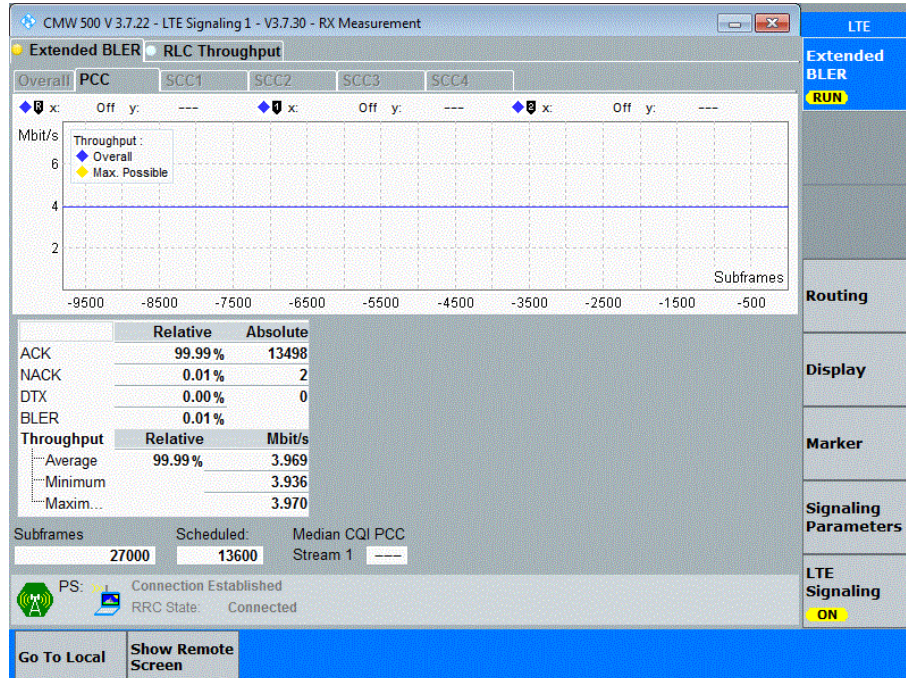 CMW 500 V 3.7.22 - LTE Signaling 1 - V3.7.30 - RX Measurement
LTE
Extended BLER RLC Throughput
Extended
BLER
RUN
Overall PCC SCC1 SCC2 SCC3 SCC4
R x: Off y: --- 1 x: Off y: --- 2 x: Off y: ---
Mbit/s
Throughput :
Overall
Max. Possible
6
4
2
Subframes
-9500 -8500 -7500 -6500 -5500 -4500 -3500 -2500 -1500 -500
Routing
Relative Absolute
ACK 99.99 % 13498
NACK 0.01 % 2
DTX 0.00 % 0
BLER 0.01 %
Throughput Relative Mbit/s
Average 99.99 % 3.969
Minimum 3.936
Maxim... 3.970
Display
Marker
Signaling
Parameters
Subframes Scheduled: Median CQI PCC
27000 13600 Stream 1 ---
LTE
Signaling
ON
PS: Connection Established
RRC State: Connected
Go To Local
Show Remote
Screen